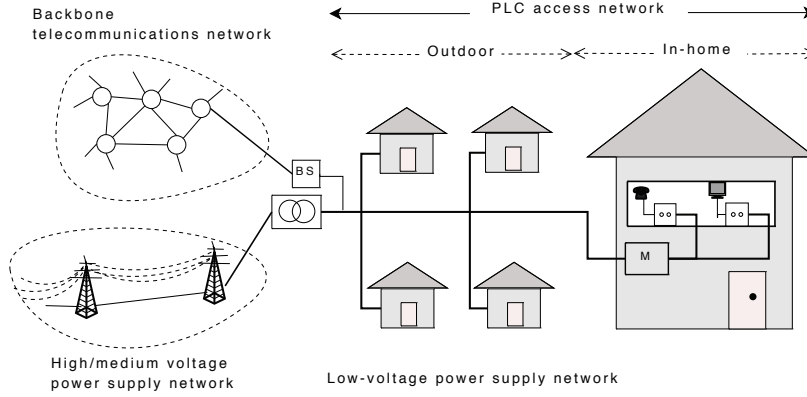 Backbone
telecommunications network
PLC access network
Outdoor
In-home
BS
M
High/medium voltage
power supply network
Low-voltage power supply network